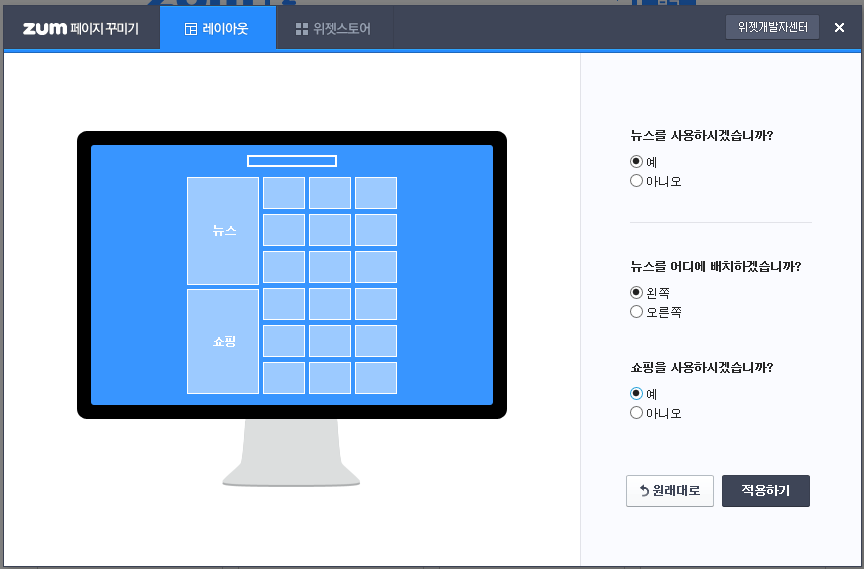 zum 페이지 꾸미기
레이아웃
위젯스토어
위젯개발자센터
뉴스
쇼핑
뉴스를 사용하시겠습니까?
예
아니오
뉴스를 어디에 배치하겠습니까?
왼쪽
오른쪽
쇼핑을 사용하시겠습니까?
예
아니오
원래대로
적용하기